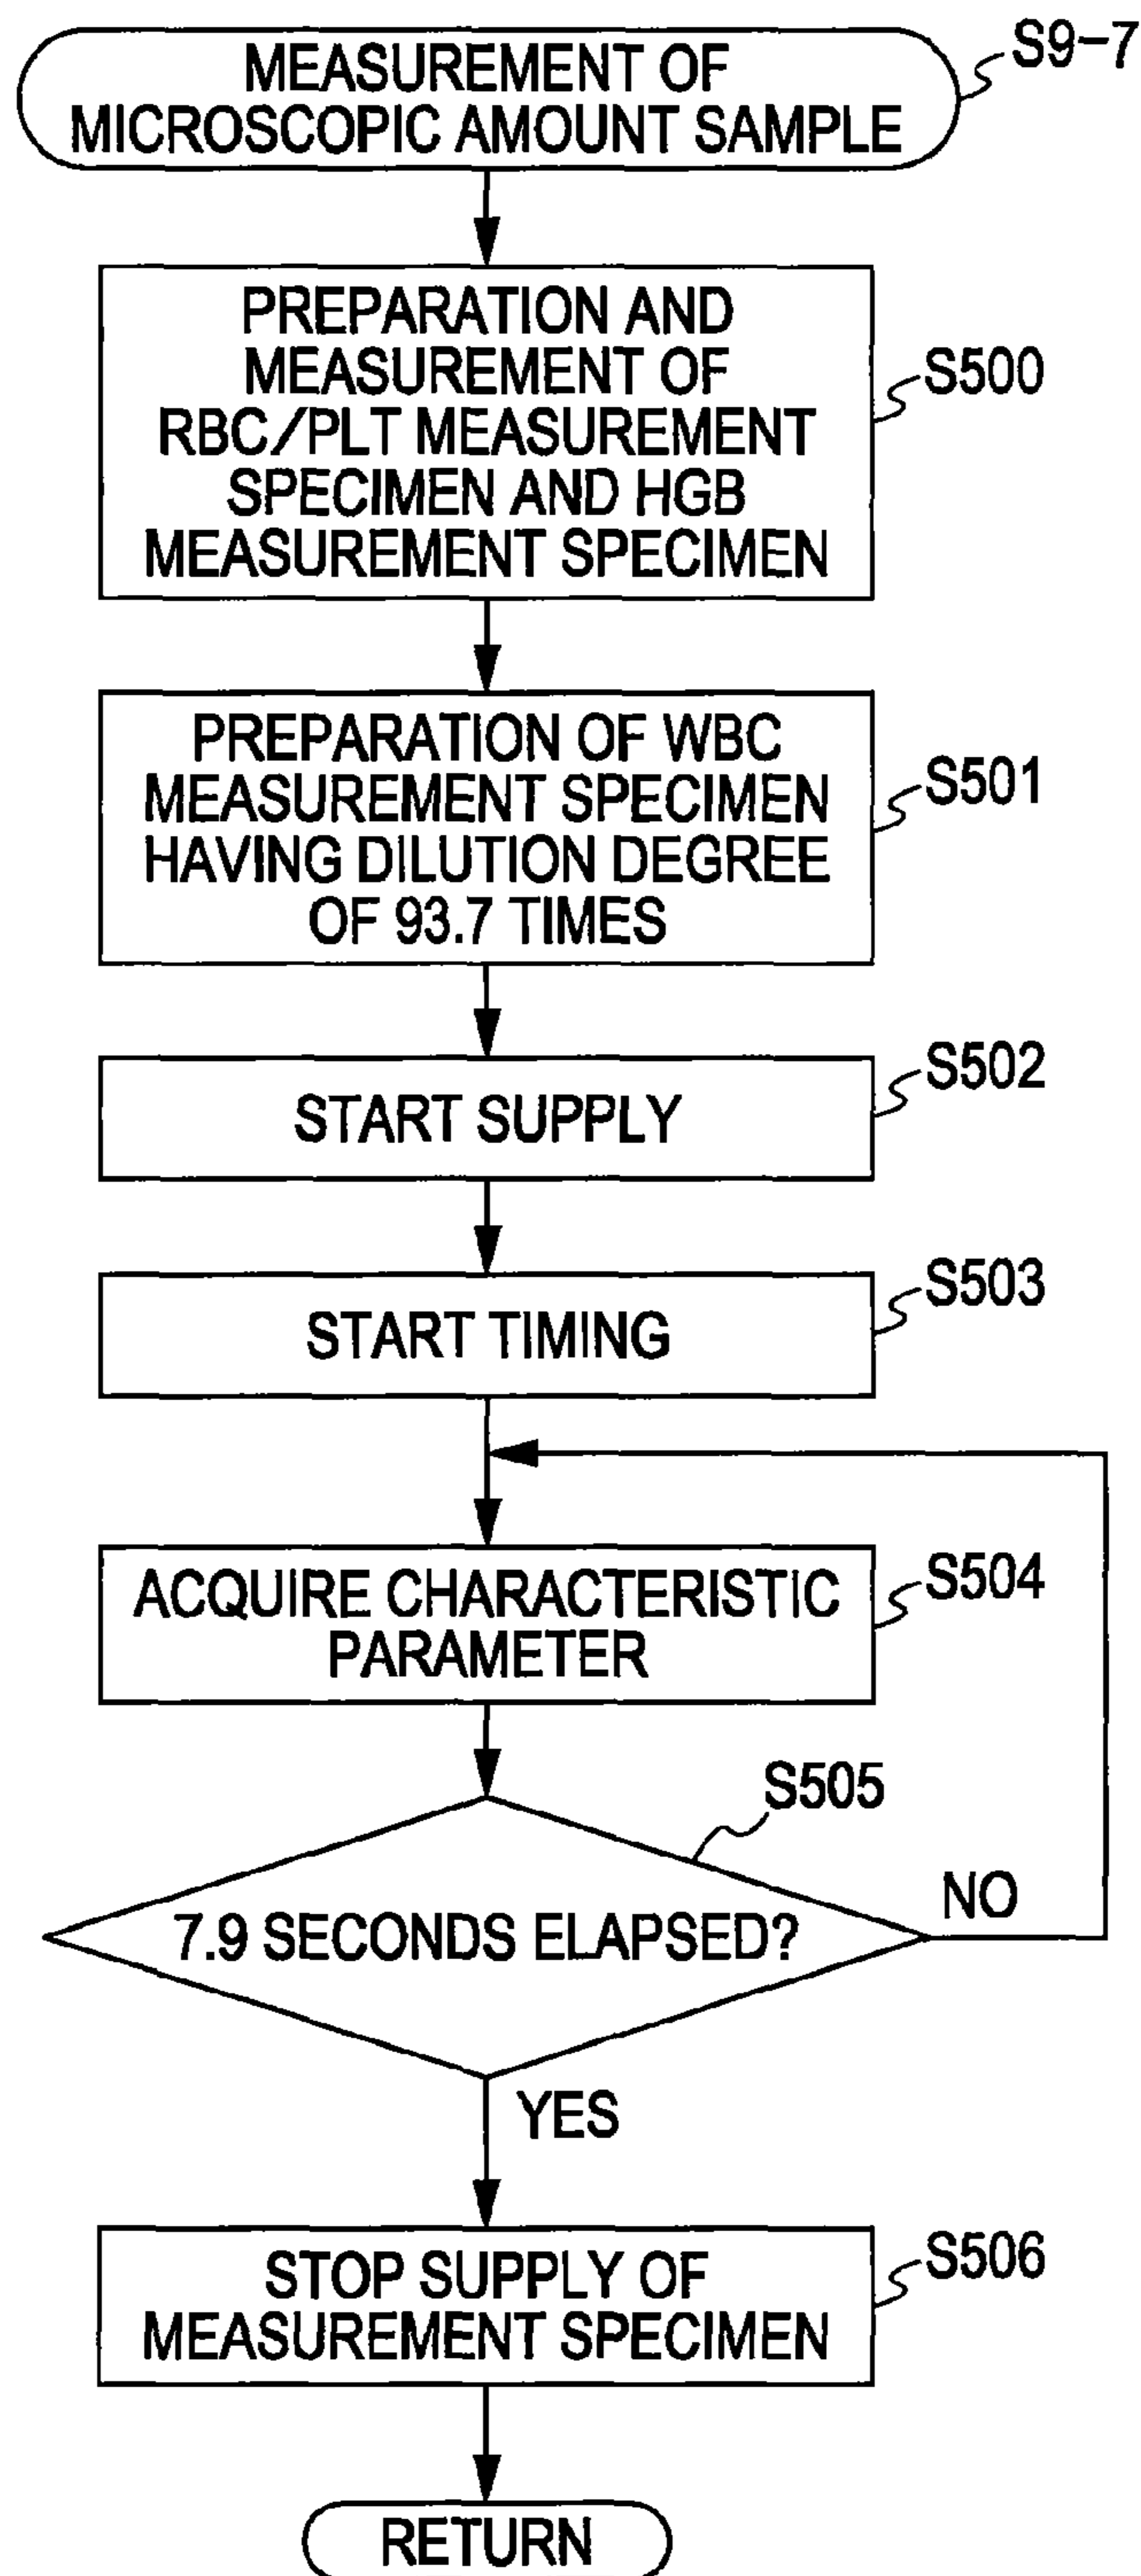 MEASUREMENT OF
MICROSCOPIC AMOUNT SAMPLE
S9-7
PREPARATION AND
MEASUREMENT OF
RBC/PLT MEASUREMENT
SPECIMEN AND HGB
MEASUREMENT SPECIMEN
S500
PREPARATION OF WBC
MEASUREMENT SPECIMEN
HAVING DILUTION DEGREE
OF 93.7 TIMES
S501
START SUPPLY
S502
START TIMING
S503
ACQUIRE CHARACTERISTIC
PARAMETER
S504
S505
7.9 SECONDS ELAPSED?
NO
YES
STOP SUPPLY OF
MEASUREMENT SPECIMEN
S506
RETURN